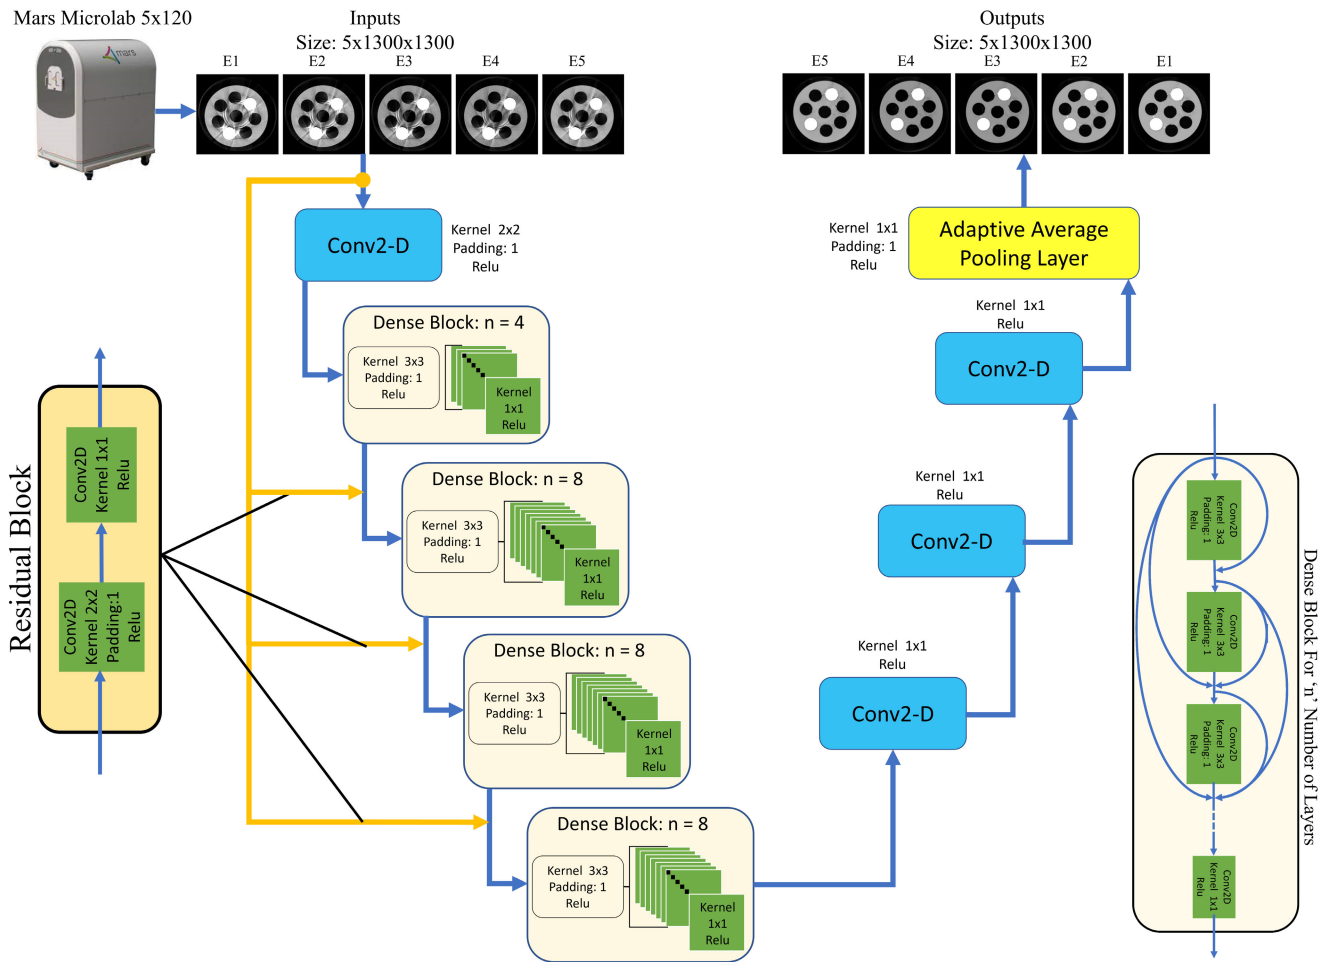 Mars Microlab 5x120
mars
Inputs
Size: 5x1300x1300
E1 E2 E3 E4 E5
Outputs
Size: 5x1300x1300
E5 E4 E3 E2 E1
Conv2-D
Kernel 2x2
Padding: 1
Relu
Dense Block: n = 4
Kernel 3x3
Padding: 1
Relu
Kernel
1x1
Relu
Dense Block: n = 8
Kernel 3x3
Padding: 1
Relu
Kernel
1x1
Relu
Dense Block: n = 8
Kernel 3x3
Padding: 1
Relu
Kernel
1x1
Relu
Dense Block: n = 8
Kernel 3x3
Padding: 1
Relu
Kernel
1x1
Relu
Kernel 1x1
Relu
Conv2-D
Kernel 1x1
Relu
Conv2-D
Kernel 1x1
Relu
Conv2-D
Kernel 1x1
Padding: 1
Relu
Adaptive Average
Pooling Layer
Residual Block
Conv2D
Kernel 1x1
Relu
Conv2D
Kernel 2x2
Padding:1
Relu
Dense Block For 'n' Number of Layers
Conv2D
Kernel 3x3
Padding: 1
Relu
Conv2D
Kernel 3x3
Padding: 1
Relu
Conv2D
Kernel 3x3
Padding: 1
Relu
Conv2D
Kernel 1x1
Relu